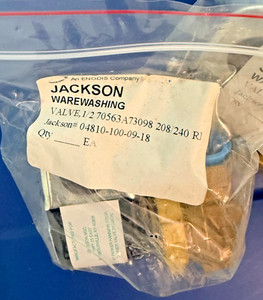 An ENODIS Company
JACKSON
WAREWASHING
VALVE,1/2 70563A73098 208/240 RJ
Jackson# 04810-100-09-18
Qty ____ EA